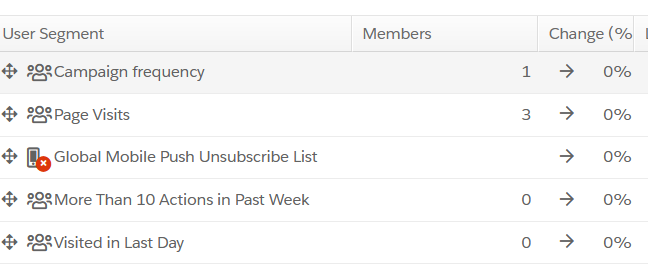 User Segment Members Change (%
Campaign frequency 1 0%
Page Visits 3 0%
Global Mobile Push Unsubscribe List 0%
More Than 10 Actions in Past Week 0 0%
Visited in Last Day 0 0%